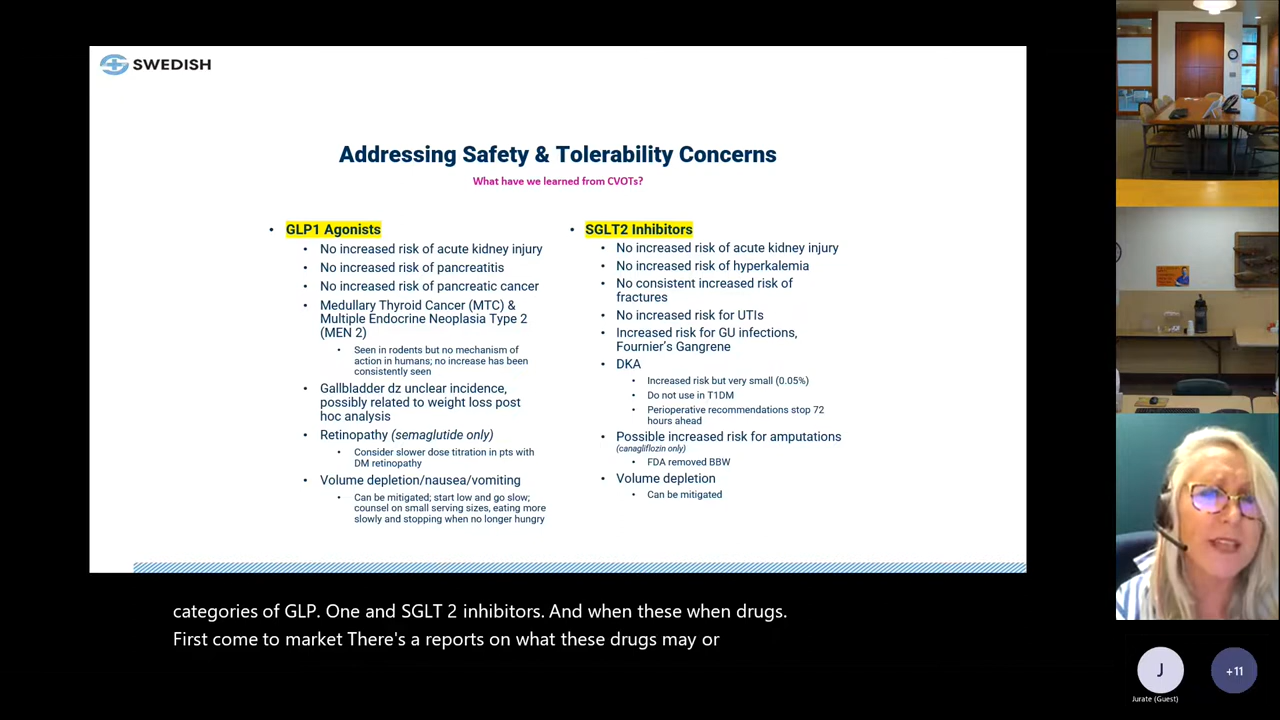 SWEDISH
Addressing Safety & Tolerability Concerns
What have we learned from CVOTs?
• GLP1 Agonists
• No increased risk of acute kidney injury
• No increased risk of pancreatitis
• No increased risk of pancreatic cancer
• Medullary Thyroid Cancer (MTC) &
Multiple Endocrine Neoplasia Type 2
(MEN 2)
• Seen in rodents but no mechanism of
action in humans; no increase has been
consistently seen
• Gallbladder dz unclear incidence,
possibly related to weight loss post
hoc analysis
• Retinopathy (semaglutide only)
• Consider slower dose titration in pts with
DM retinopathy
• Volume depletion/nausea/vomiting
• Can be mitigated; start low and go slow;
counsel on small serving sizes, eating more
slowly and stopping when no longer hungry
• SGLT2 Inhibitors
• No increased risk of acute kidney injury
• No increased risk of hyperkalemia
• No consistent increased risk of
fractures
• No increased risk for UTIs
• Increased risk for GU infections,
Fournier's Gangrene
• DKA
• Increased risk but very small (0.05%)
• Do not use in T1DM
• Perioperative recommendations stop 72
hours ahead
• Possible increased risk for amputations
(canagliflozin only)
• FDA removed BBW
• Volume depletion
• Can be mitigated
categories of GLP. One and SGLT 2 inhibitors. And when these when drugs.
First come to market There's a reports on what these drugs may or
J
Jurate (Guest)
+11